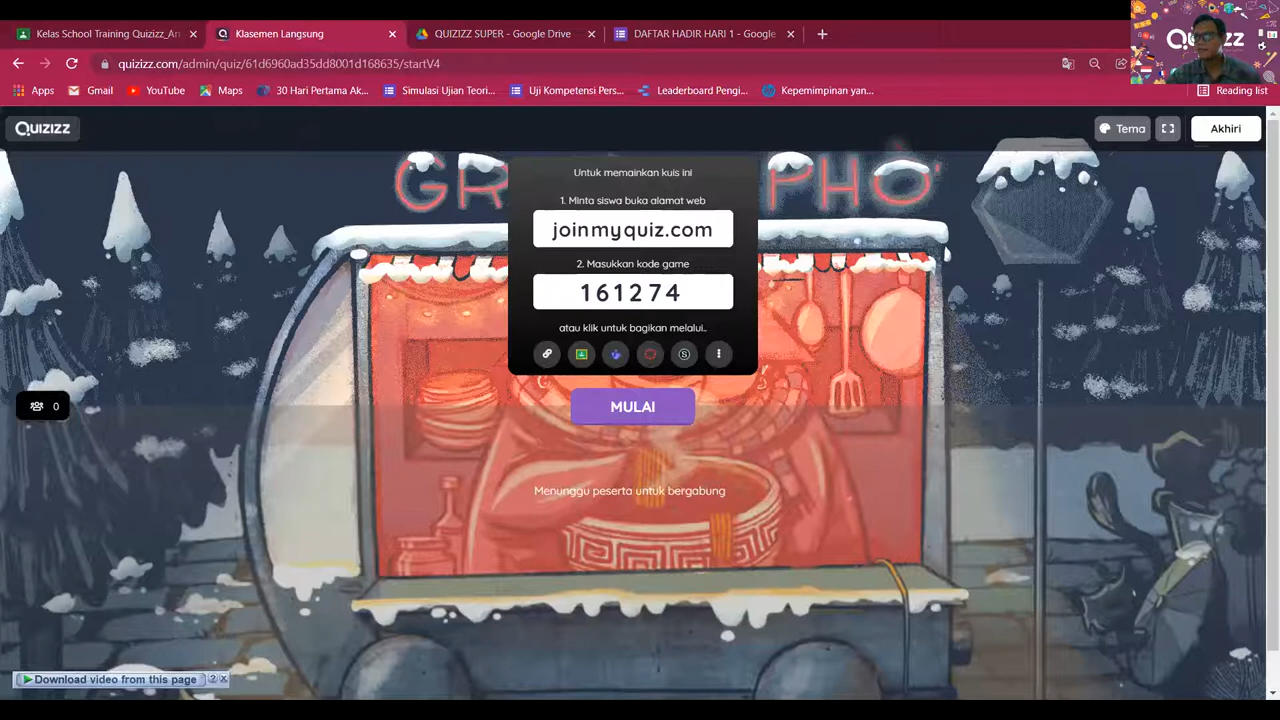 Kelas School Training Quizizz_An
Klasemen Langsung
QUIZIZZ SUPER - Google Drive
DAFTAR HADIR HARI 1 - Google
quizizz.com/admin/quiz/61d6960ad35dd8001d168635/startV4
Apps
Gmail
YouTube
Maps
30 Hari Pertama Ak...
Simulasi Ujian Teori...
Uji Kompetensi Pers...
Leaderboard Pengi...
Kepemimpinan yan...
Reading list
QUIZIZZ
Tema
Akhiri
GR
PHỞ
Untuk memainkan kuis ini
1. Minta siswa buka alamat web
joinmyquiz.com
2. Masukkan kode game
161274
atau klik untuk bagikan melalui..
MULAI
0
Menunggu peserta untuk bergabung
Download video from this page